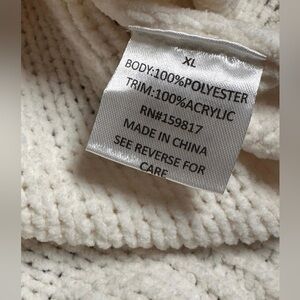 XL
BODY:100%POLYESTER
TRIM:100%ACRYLIC
RN#159817
MADE IN CHINA
SEE REVERSE FOR
CARE